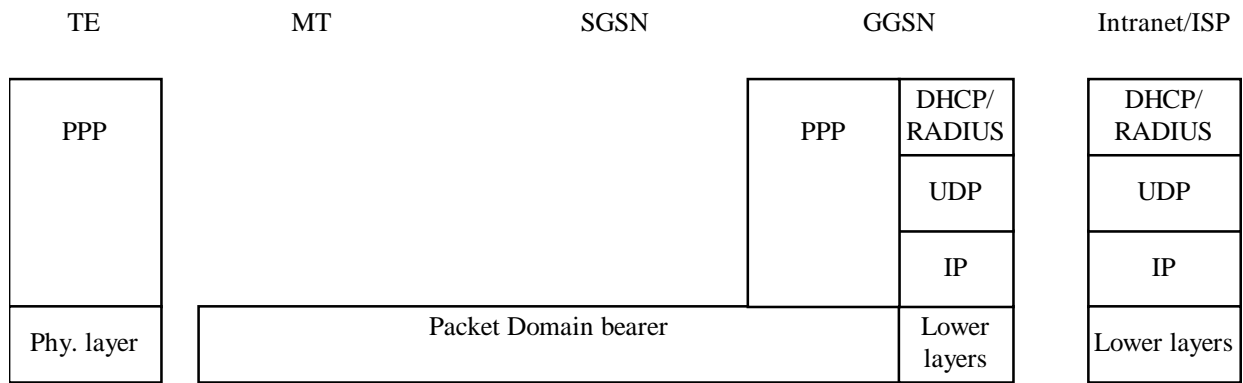 TE MT SGSN GGSN Intranet/ISP
PPP PPP DHCP/ DHCP/
RADIUS RADIUS
UDP UDP
IP IP
Phy. layer Packet Domain bearer Lower Lower layers
layers